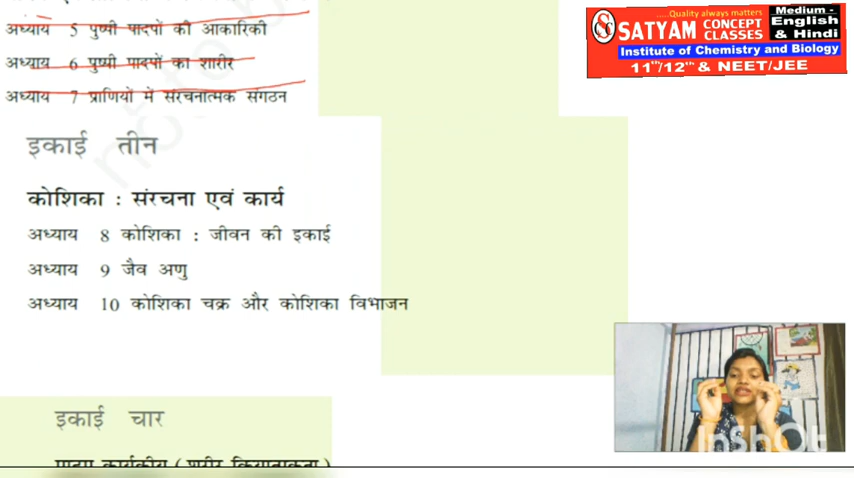 अध्याय 5 पुष्पी पादपों की आकारिकी
अध्याय 6 पुष्पी पादपों का शारीर
अध्याय 7 प्राणियों में संरचनात्मक संगठन
इकाई तीन
कोशिका : संरचना एवं कार्य
अध्याय 8 कोशिका : जीवन की इकाई
अध्याय 9 जैव अणु
अध्याय 10 कोशिका चक्र और कोशिका विभाजन
इकाई चार
.... Quality always matters
CSC SATYAM CONCEPT CLASSES
Medium -
English
& Hindi
Institute of Chemistry and Biology
11th/12th & NEET/JEE
InShOt